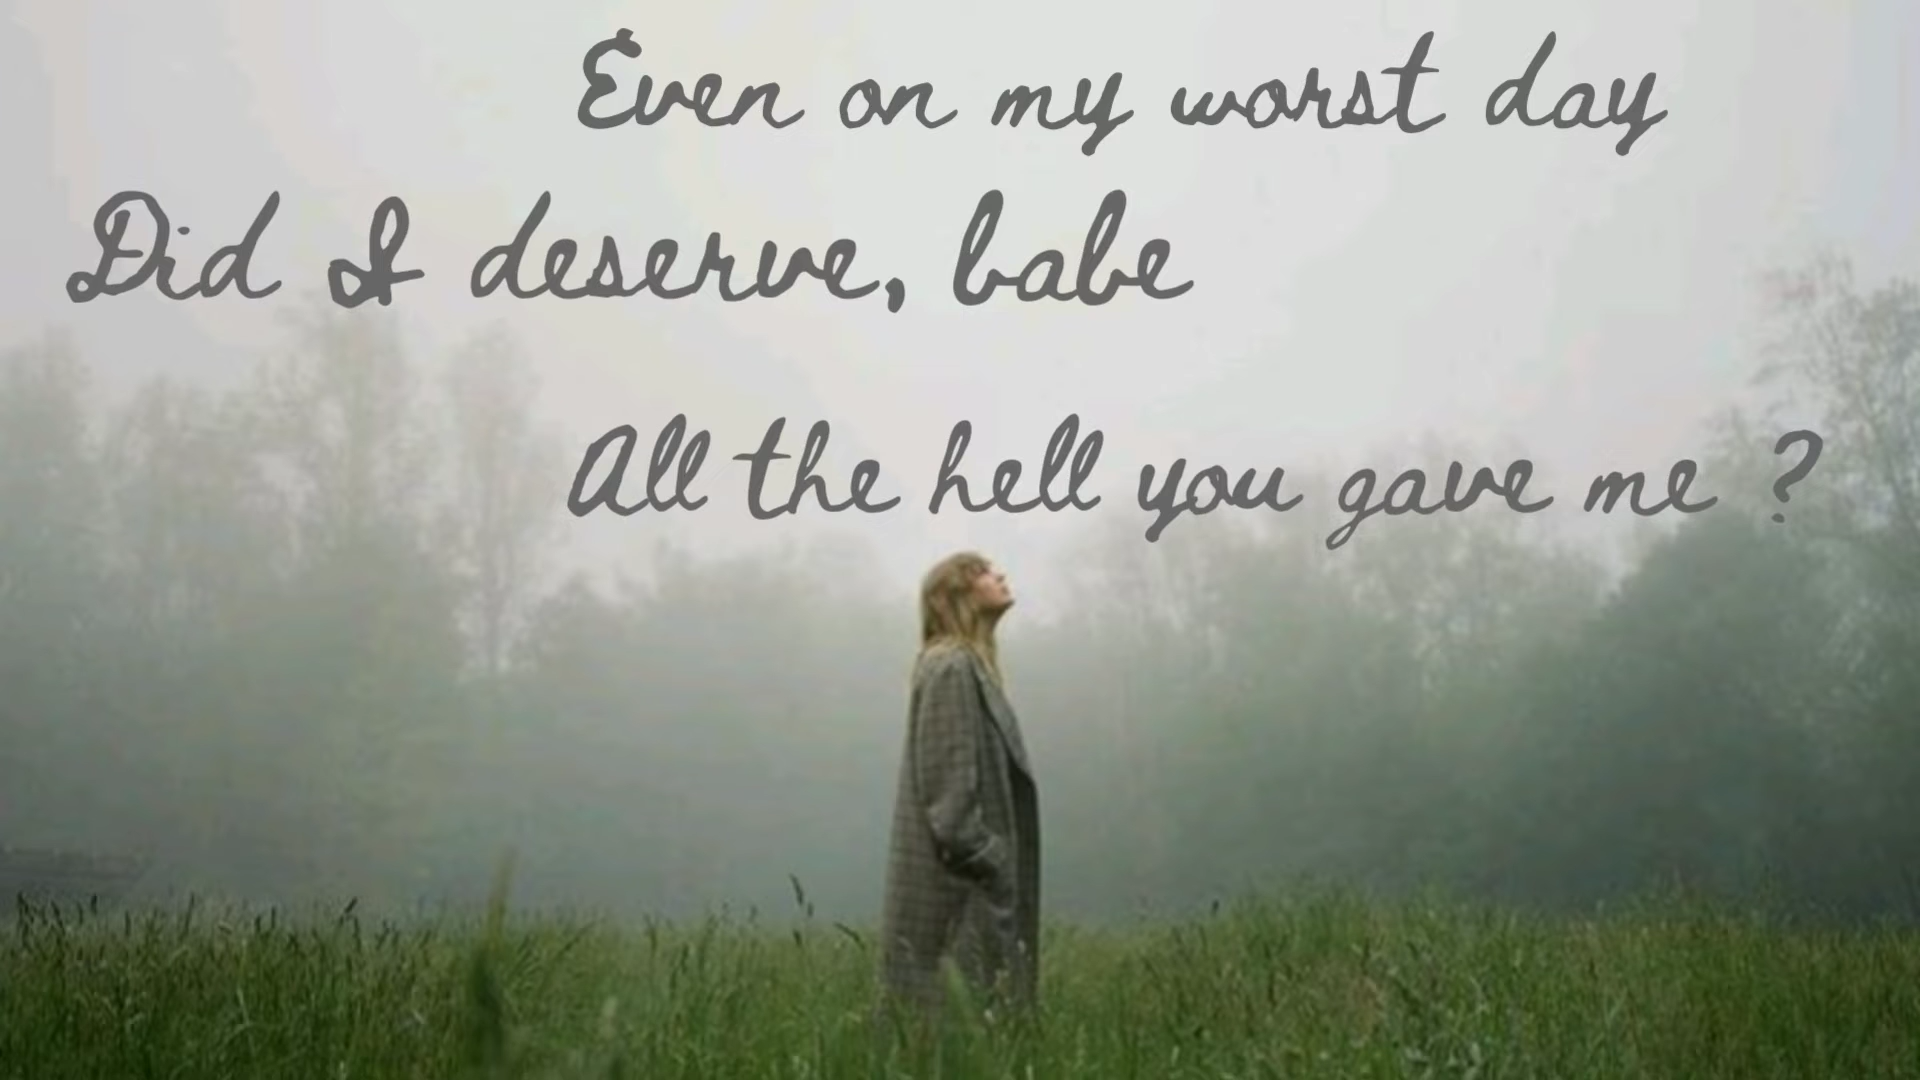 Even on my worst day
Did I deserve, babe
All the hell you gave me ?